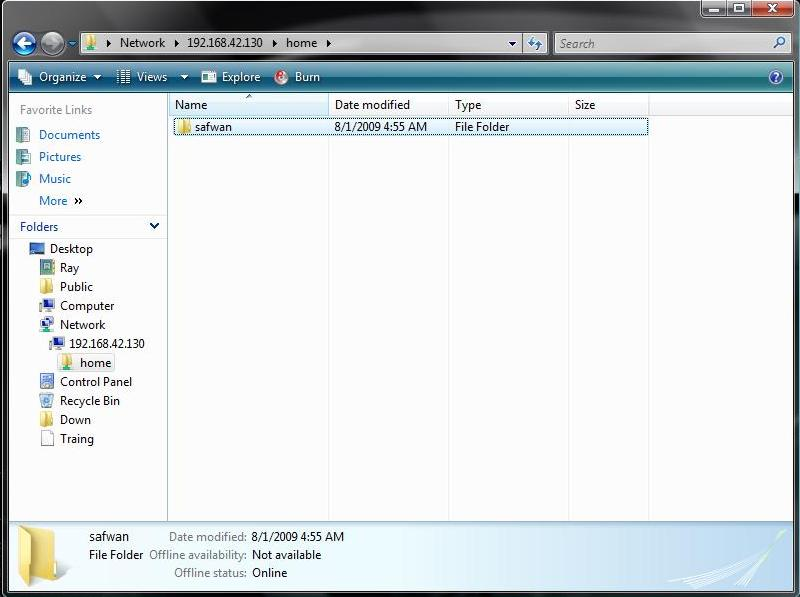 Network 192.168.42.130 home
Search
Organize Views Explore Burn
Favorite Links
Documents
Pictures
Music
More »
Folders
Desktop
Ray
Public
Computer
Network
192.168.42.130
home
Control Panel
Recycle Bin
Down
Traing
Name Date modified Type Size
safwan 8/1/2009 4:55 AM File Folder
safwan Date modified: 8/1/2009 4:55 AM
File Folder Offline availability: Not available
Offline status: Online